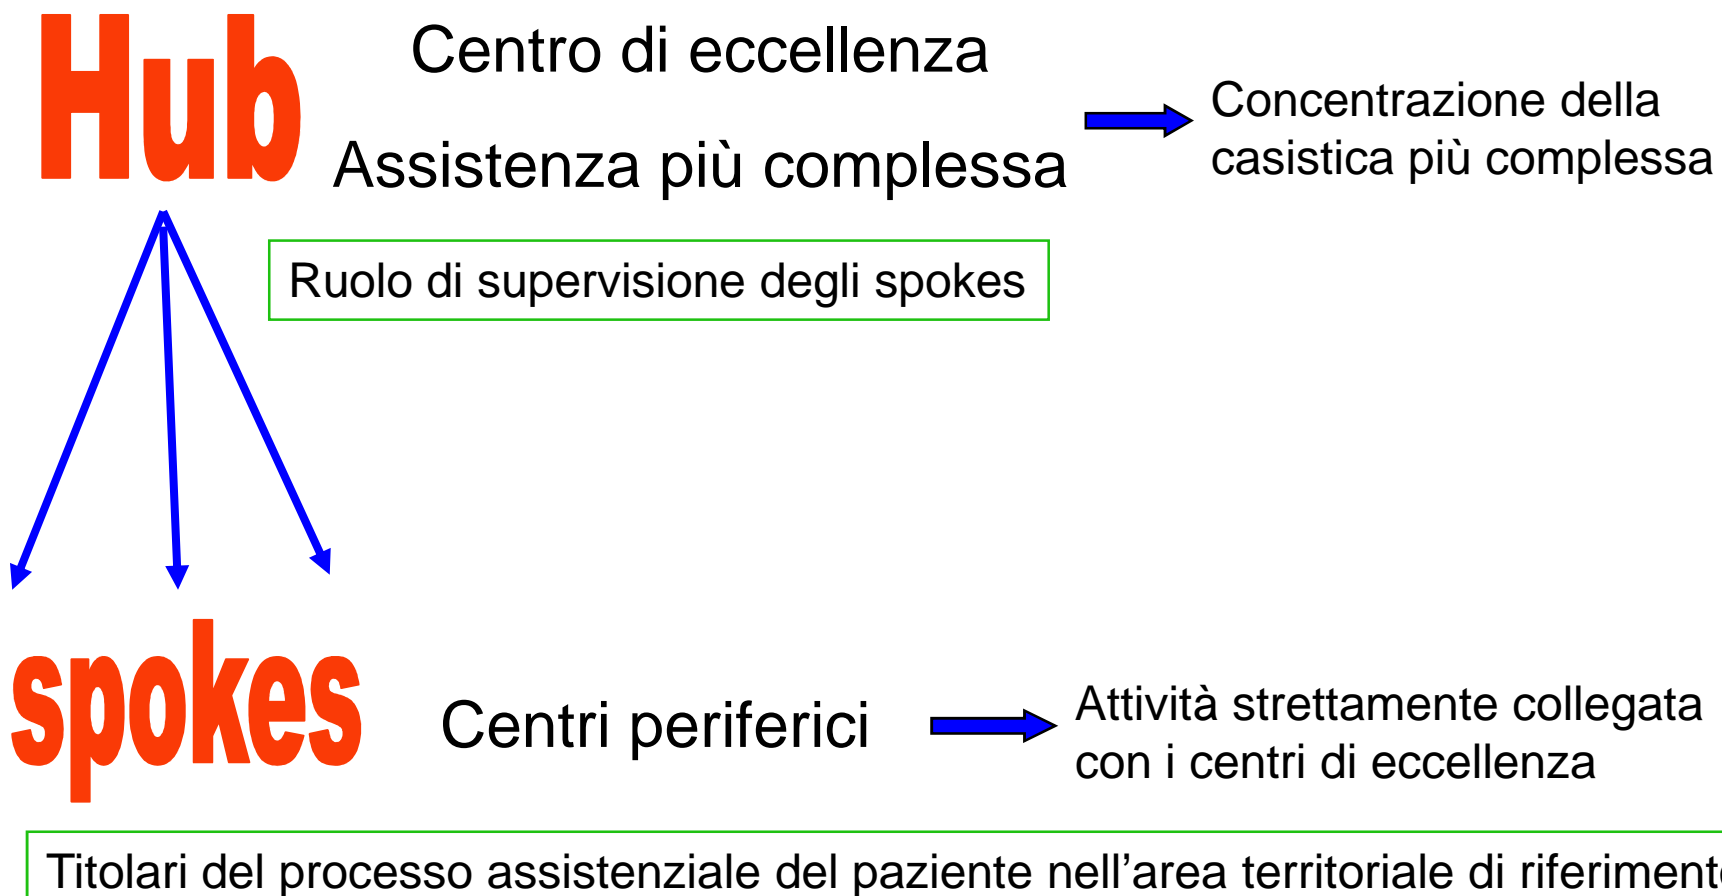 Hub
Centro di eccellenza
Assistenza più complessa
Concentrazione della
casistica più complessa
Ruolo di supervisione degli spokes
spokes
Centri periferici
Attività strettamente collegata
con i centri di eccellenza
Titolari del processo assistenziale del paziente nell’area territoriale di riferimento